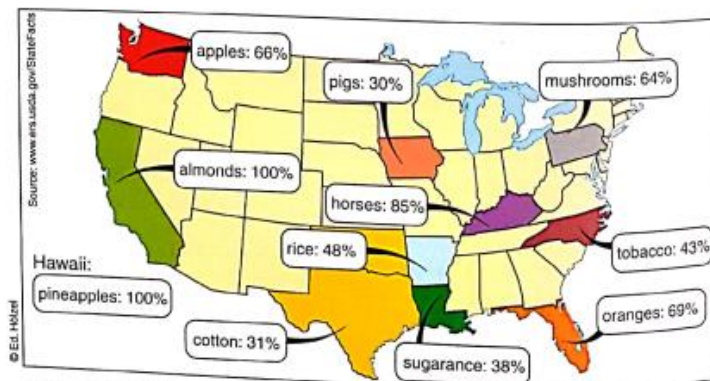 apples: 66%
pigs: 30%
mushrooms: 64%
almonds: 100%
horses: 85%
rice: 48%
tobacco: 43%
Hawaii:
pineapples: 100%
oranges: 69%
cotton: 31%
sugarance: 38%
Source: www.ers.usda.gov/StateFacts
© Ed. Hölzel